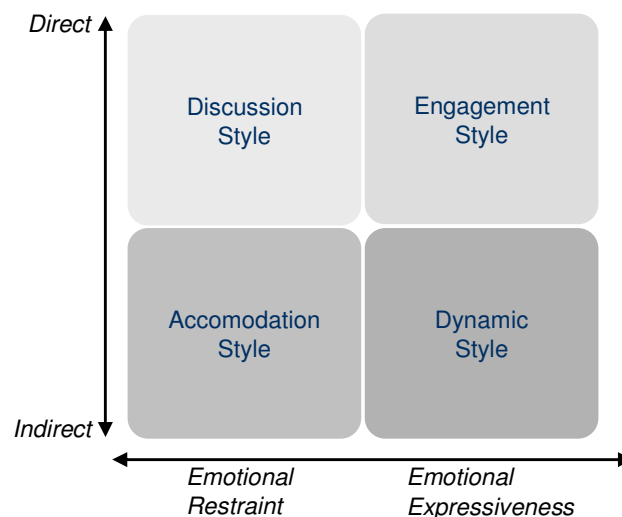 Direct
Discussion
Style
Engagement
Style
Accomodation
Style
Dynamic
Style
Indirect
Emotional
Restraint
Emotional
Expressiveness